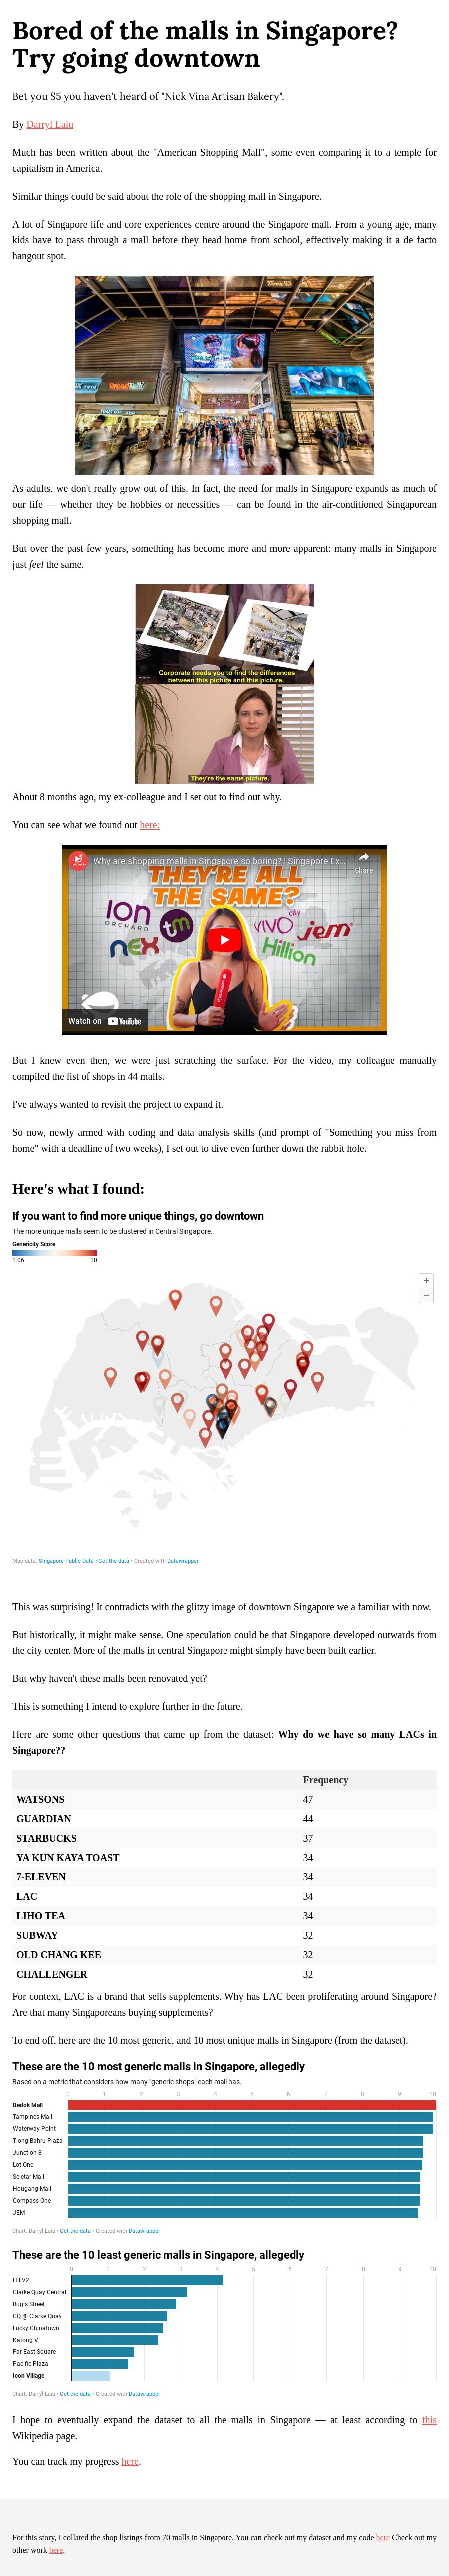 Bored of the malls in Singapore?
Try going downtown
Bet you $5 you haven't heard of "Nick Vina Artisan Bakery".
By Darryl Laiu
Much has been written about the "American Shopping Mall", some even comparing it to a temple for
capitalism in America.
Similar things could be said about the role of the shopping mall in Singapore.
A lot of Singapore life and core experiences centre around the Singapore mall. From a young age, many
kids have to pass through a mall before they head home from school, effectively making it a de facto
hangout spot.
As adults, we don't really grow out of this. In fact, the need for malls in Singapore expands as much of
our life — whether they be hobbies or necessities — can be found in the air-conditioned Singaporean
shopping mall.
But over the past few years, something has become more and more apparent: many malls in Singapore
just feel the same.
Corporate needs you to find the differences
between this picture and this picture.
They're the same picture.
About 8 months ago, my ex-colleague and I set out to find out why.
You can see what we found out here:
Why are shopping malls in Singapore so boring? | Singapore Ex...
Share
THEY'RE ALL
THE SAME?
ION
ORCHARD
tm
VIVO
city
jem
nex
Hillion
Watch on YouTube
But I knew even then, we were just scratching the surface. For the video, my colleague manually
compiled the list of shops in 44 malls.
I've always wanted to revisit the project to expand it.
So now, newly armed with coding and data analysis skills (and prompt of "Something you miss from
home" with a deadline of two weeks), I set out to dive even further down the rabbit hole.
Here's what I found:
If you want to find more unique things, go downtown
The more unique malls seem to be clustered in Central Singapore.
Genericity Score
1.06 10
+
−
Map data: Singapore Public Data • Get the data • Created with Datawrapper
This was surprising! It contradicts with the glitzy image of downtown Singapore we a familiar with now.
But historically, it might make sense. One speculation could be that Singapore developed outwards from
the city center. More of the malls in central Singapore might simply have been built earlier.
But why haven't these malls been renovated yet?
This is something I intend to explore further in the future.
Here are some other questions that came up from the dataset: Why do we have so many LACs in
Singapore??
Frequency
WATSONS 47
GUARDIAN 44
STARBUCKS 37
YA KUN KAYA TOAST 34
7-ELEVEN 34
LAC 34
LIHO TEA 34
SUBWAY 32
OLD CHANG KEE 32
CHALLENGER 32
For context, LAC is a brand that sells supplements. Why has LAC been proliferating around Singapore?
Are that many Singaporeans buying supplements?
To end off, here are the 10 most generic, and 10 most unique malls in Singapore (from the dataset).
These are the 10 most generic malls in Singapore, allegedly
Based on a metric that considers how many "generic shops" each mall has.
0 1 2 3 4 5 6 7 8 9 10
Bedok Mall
Tampines Mall
Waterway Point
Tiong Bahru Plaza
Junction 8
Lot One
Seletar Mall
Hougang Mall
Compass One
JEM
Chart: Darryl Laiu • Get the data • Created with Datawrapper
These are the 10 least generic malls in Singapore, allegedly
0 1 2 3 4 5 6 7 8 9 10
HillV2
Clarke Quay Central
Bugis Street
CQ @ Clarke Quay
Lucky Chinatown
Katong V
Far East Square
Pacific Plaza
Icon Village
Chart: Darryl Laiu • Get the data • Created with Datawrapper
I hope to eventually expand the dataset to all the malls in Singapore — at least according to this
Wikipedia page.
You can track my progress here.
For this story, I collated the shop listings from 70 malls in Singapore. You can check out my dataset and my code here Check out my
other work here.